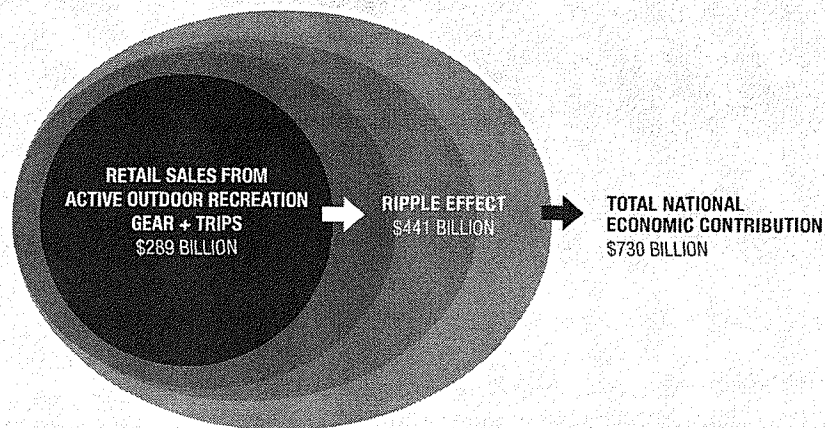 RETAIL SALES FROM
ACTIVE OUTDOOR RECREATION
GEAR + TRIPS
$289 BILLION
RIPPLE EFFECT
$441 BILLION
TOTAL NATIONAL
ECONOMIC CONTRIBUTION
$730 BILLION